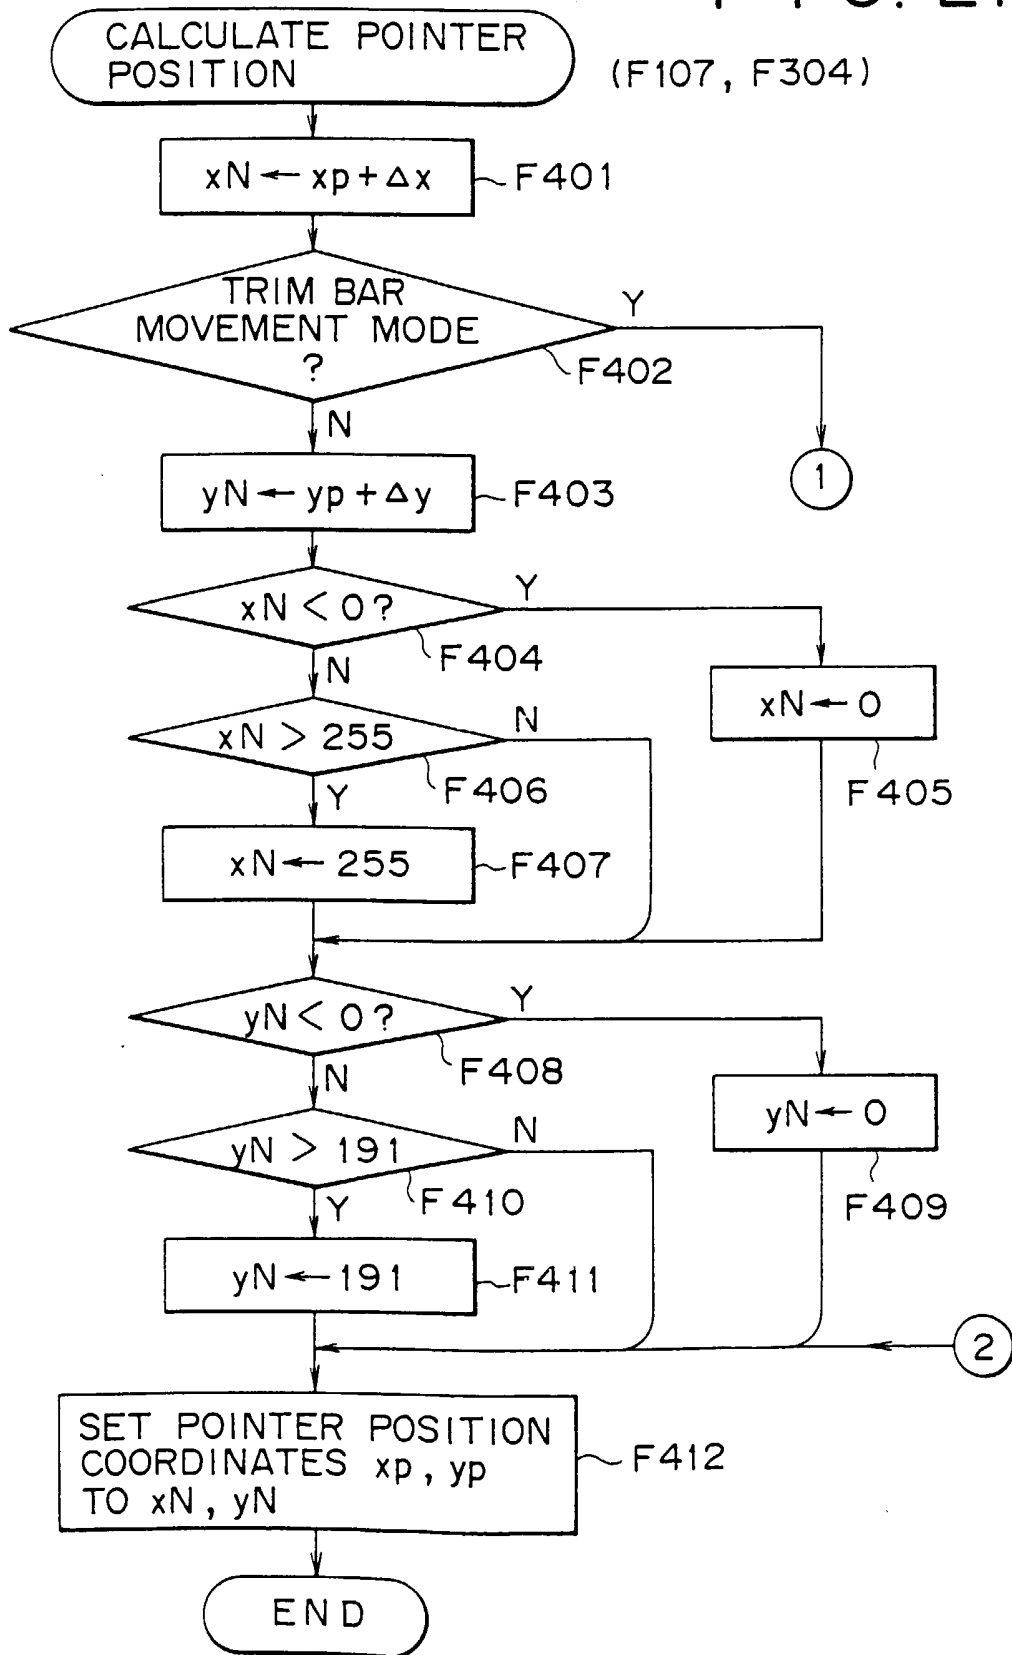 CALCULATE POINTER
POSITION
(F107, F304)
xN ← xp + Δx
F401
TRIM BAR
MOVEMENT MODE
?
Y
F402
N
1
yN ← yp + Δy
F403
xN < 0?
Y
F404
N
xN ← 0
F405
xN > 255
N
F406
Y
xN ← 255
F407
yN < 0?
Y
F408
N
yN ← 0
F409
yN > 191
N
F410
Y
yN ← 191
F411
2
SET POINTER POSITION
COORDINATES xp, yp
TO xN, yN
F412
END